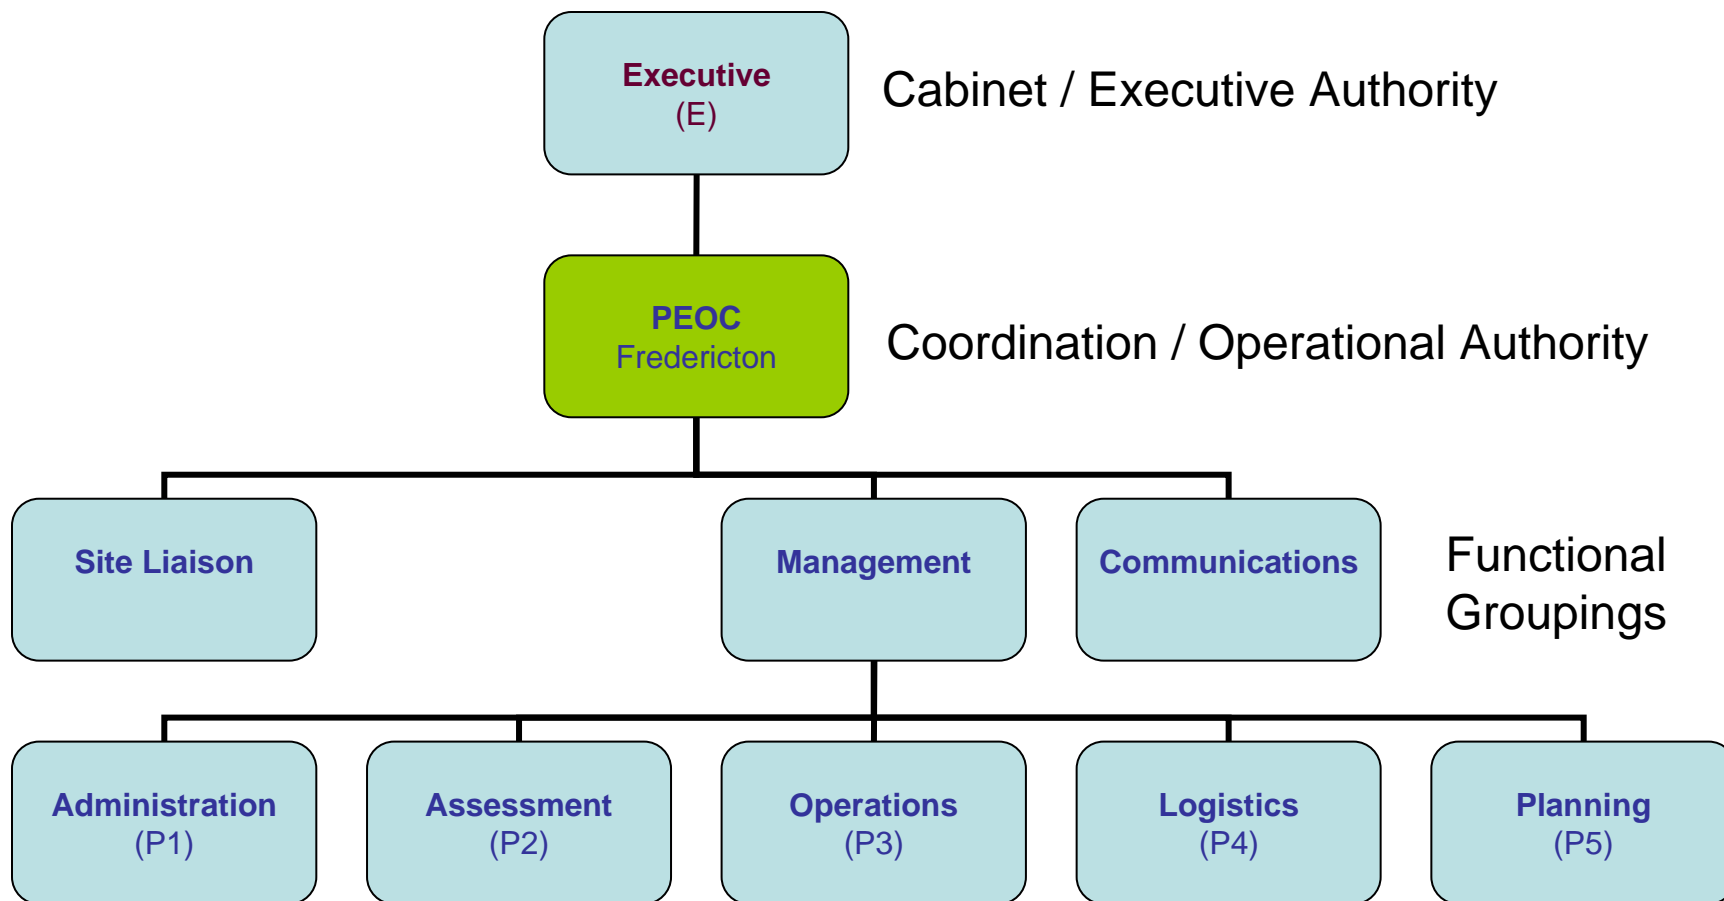 Executive
(E)
Cabinet / Executive Authority
PEOC
Fredericton
Coordination / Operational Authority
Site Liaison
Management
Communications
Functional
Groupings
Administration
(P1)
Assessment
(P2)
Operations
(P3)
Logistics
(P4)
Planning
(P5)